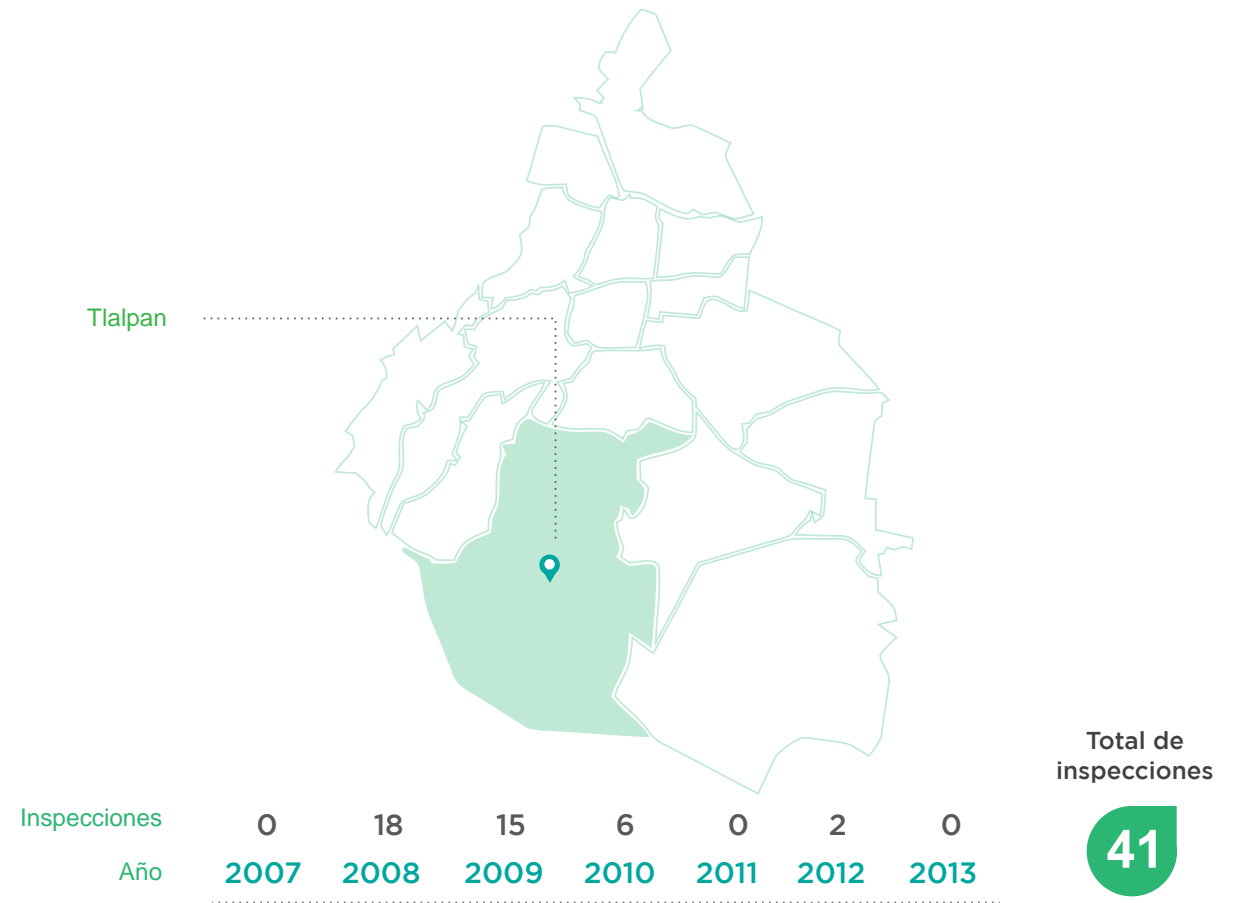 Tlalpan
Total de
inspecciones
Inspecciones 0 18 15 6 0 2 0
41
Año 2007 2008 2009 2010 2011 2012 2013